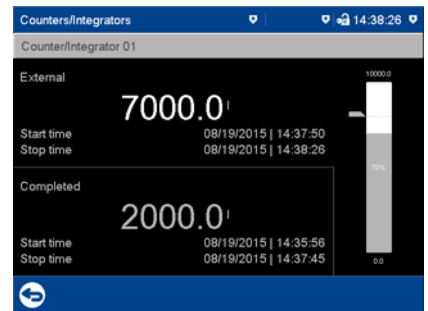 Counters/Integrators 14:38:26
Counter/Integrator 01
External
10000.0
7000.0 l
Start time 08/19/2015 | 14:37:50
Stop time 08/19/2015 | 14:38:26
70%
Completed
2000.0 l
Start time 08/19/2015 | 14:35:56
Stop time 08/19/2015 | 14:37:45
0.0